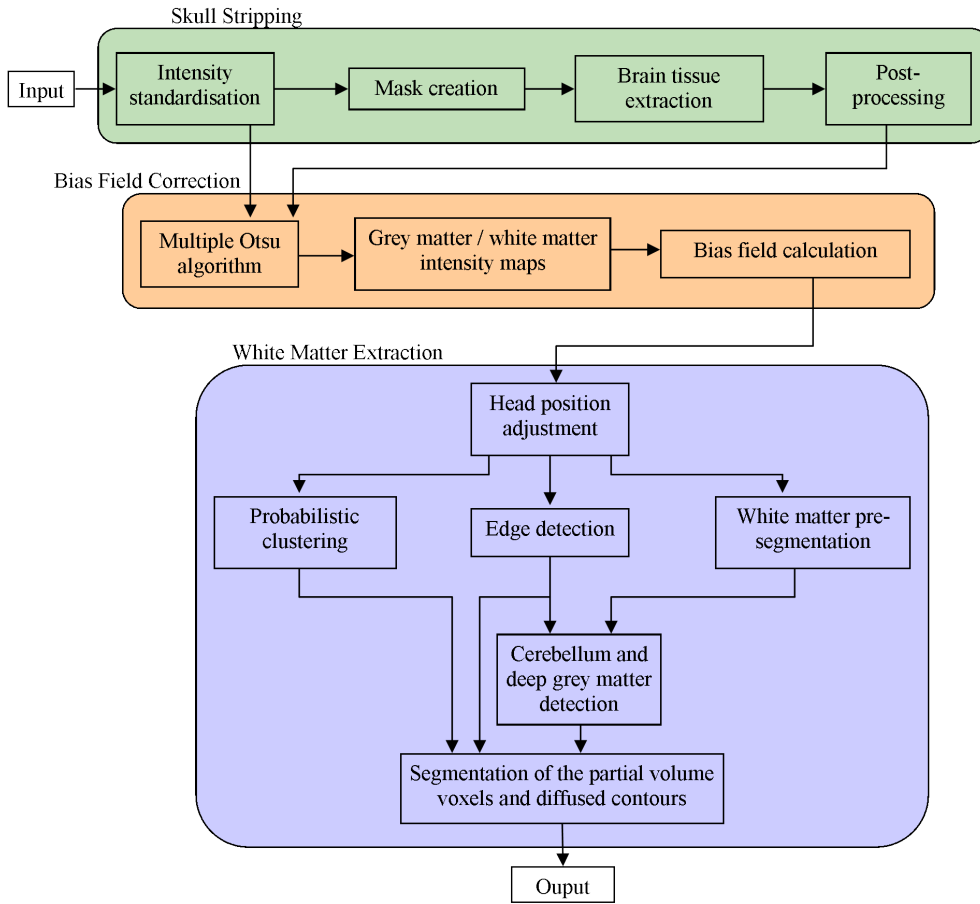 Skull Stripping
Input
Intensity
standardisation
Mask creation
Brain tissue
extraction
Post-
processing
Bias Field Correction
Multiple Otsu
algorithm
Grey matter / white matter
intensity maps
Bias field calculation
White Matter Extraction
Head position
adjustment
Probabilistic
clustering
Edge detection
White matter pre-
segmentation
Cerebellum and
deep grey matter
detection
Segmentation of the partial volume
voxels and diffused contours
Ouput